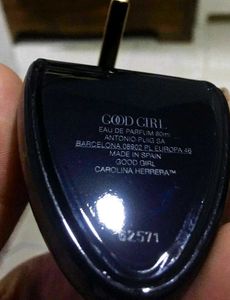 GOOD GIRL
EAU DE PARFUM 80ml
ANTONIO PUIG SA
BARCELONA 08902 PL EUROPA 46
MADE IN SPAIN
GOOD GIRL
CAROLINA HERRERA™
62571